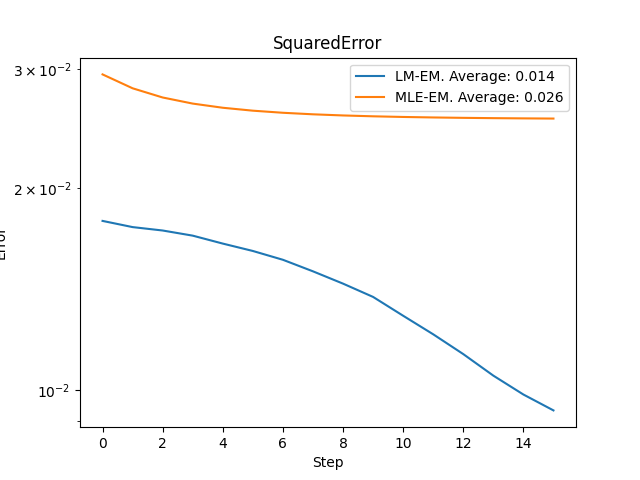 SquaredError
LM-EM. Average: 0.014
MLE-EM. Average: 0.026
3 × 10⁻²
2 × 10⁻²
10⁻²
Error
0 2 4 6 8 10 12 14
Step